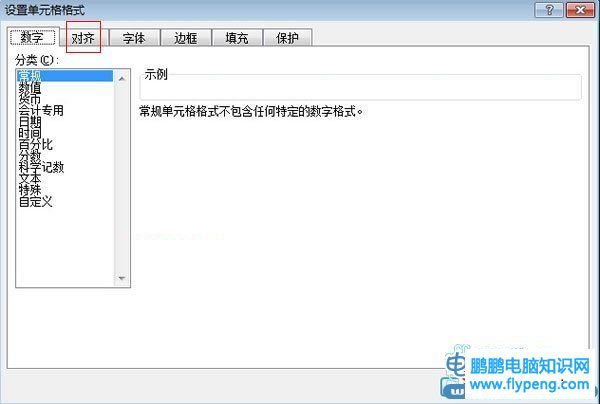 设置单元格格式
数字 对齐 字体 边框 填充 保护
分类(C):
常规
数值
货币
会计专用
日期
时间
百分比
分数
科学记数
文本
特殊
自定义
示例
常规单元格格式不包含任何特定的数字格式。
鹏鹏电脑知识网
www.flypeng.com